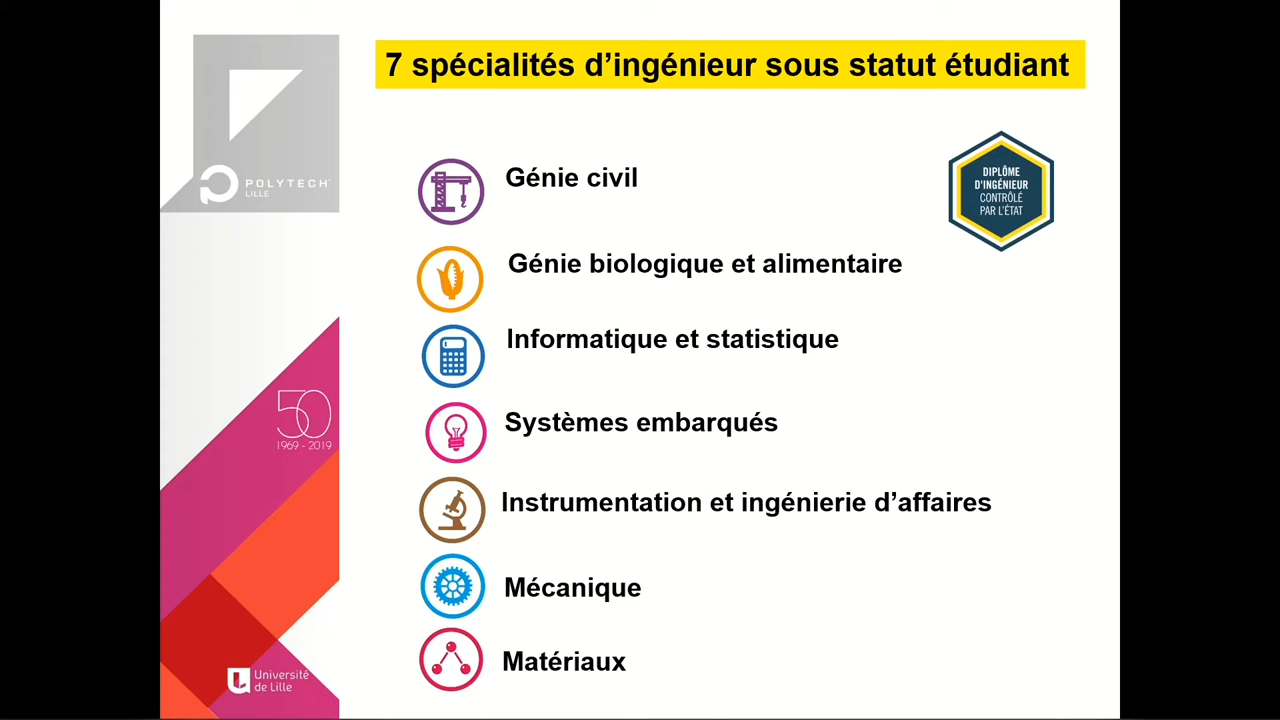 7 spécialités d’ingénieur sous statut étudiant
POLYTECH'
LILLE
DIPLÔME
D'INGÉNIEUR
CONTRÔLÉ
PAR L'ÉTAT
Génie civil
Génie biologique et alimentaire
Informatique et statistique
50
1969 - 2019
Systèmes embarqués
Instrumentation et ingénierie d’affaires
Mécanique
Matériaux
Université
de Lille